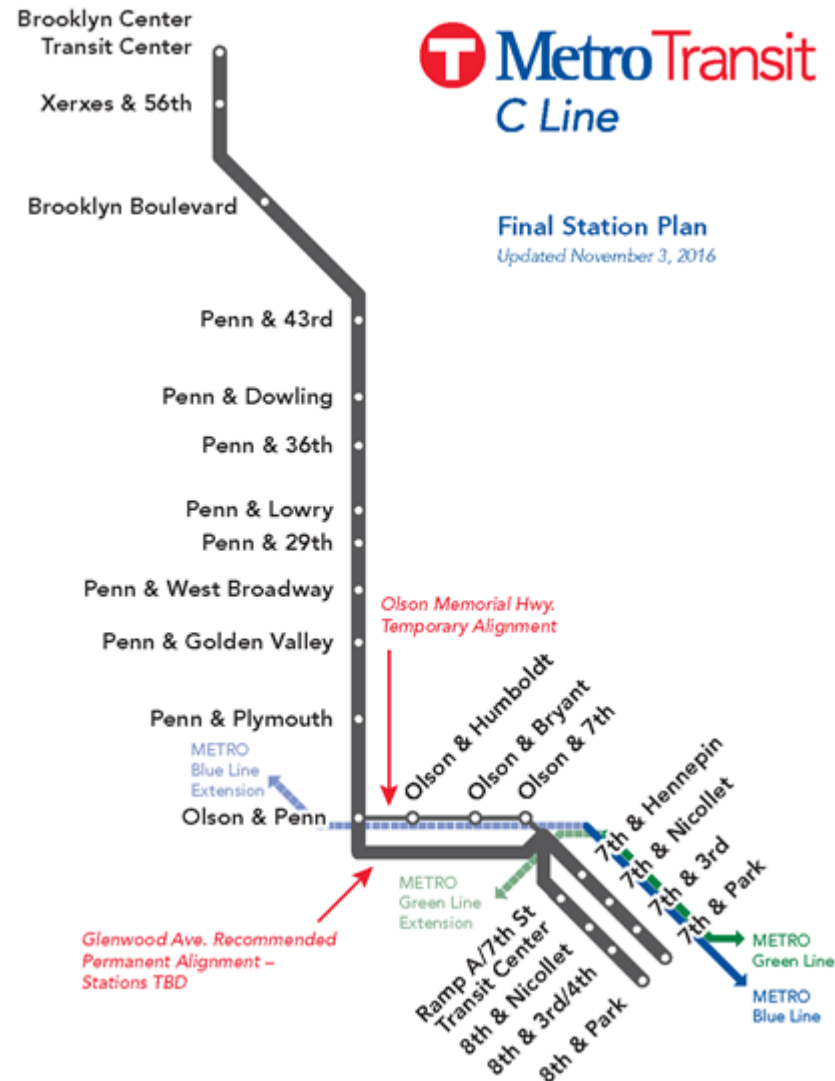 Brooklyn Center
Transit Center
T MetroTransit
C Line
Xerxes & 56th
Brooklyn Boulevard
Final Station Plan
Updated November 3, 2016
Penn & 43rd
Penn & Dowling
Penn & 36th
Penn & Lowry
Penn & 29th
Penn & West Broadway
Olson Memorial Hwy.
Temporary Alignment
Penn & Golden Valley
Penn & Plymouth
METRO
Blue Line
Extension
Olson & Penn
Olson & Humboldt
Olson & Bryant
Olson & 7th
7th & Hennepin
7th & Nicollet
7th & 3rd
7th & Park
METRO
Green Line
Extension
Glenwood Ave. Recommended
Permanent Alignment –
Stations TBD
Ramp A/7th St
Transit Center
8th & Nicollet
8th & 3rd/4th
8th & Park
METRO
Green Line
METRO
Blue Line